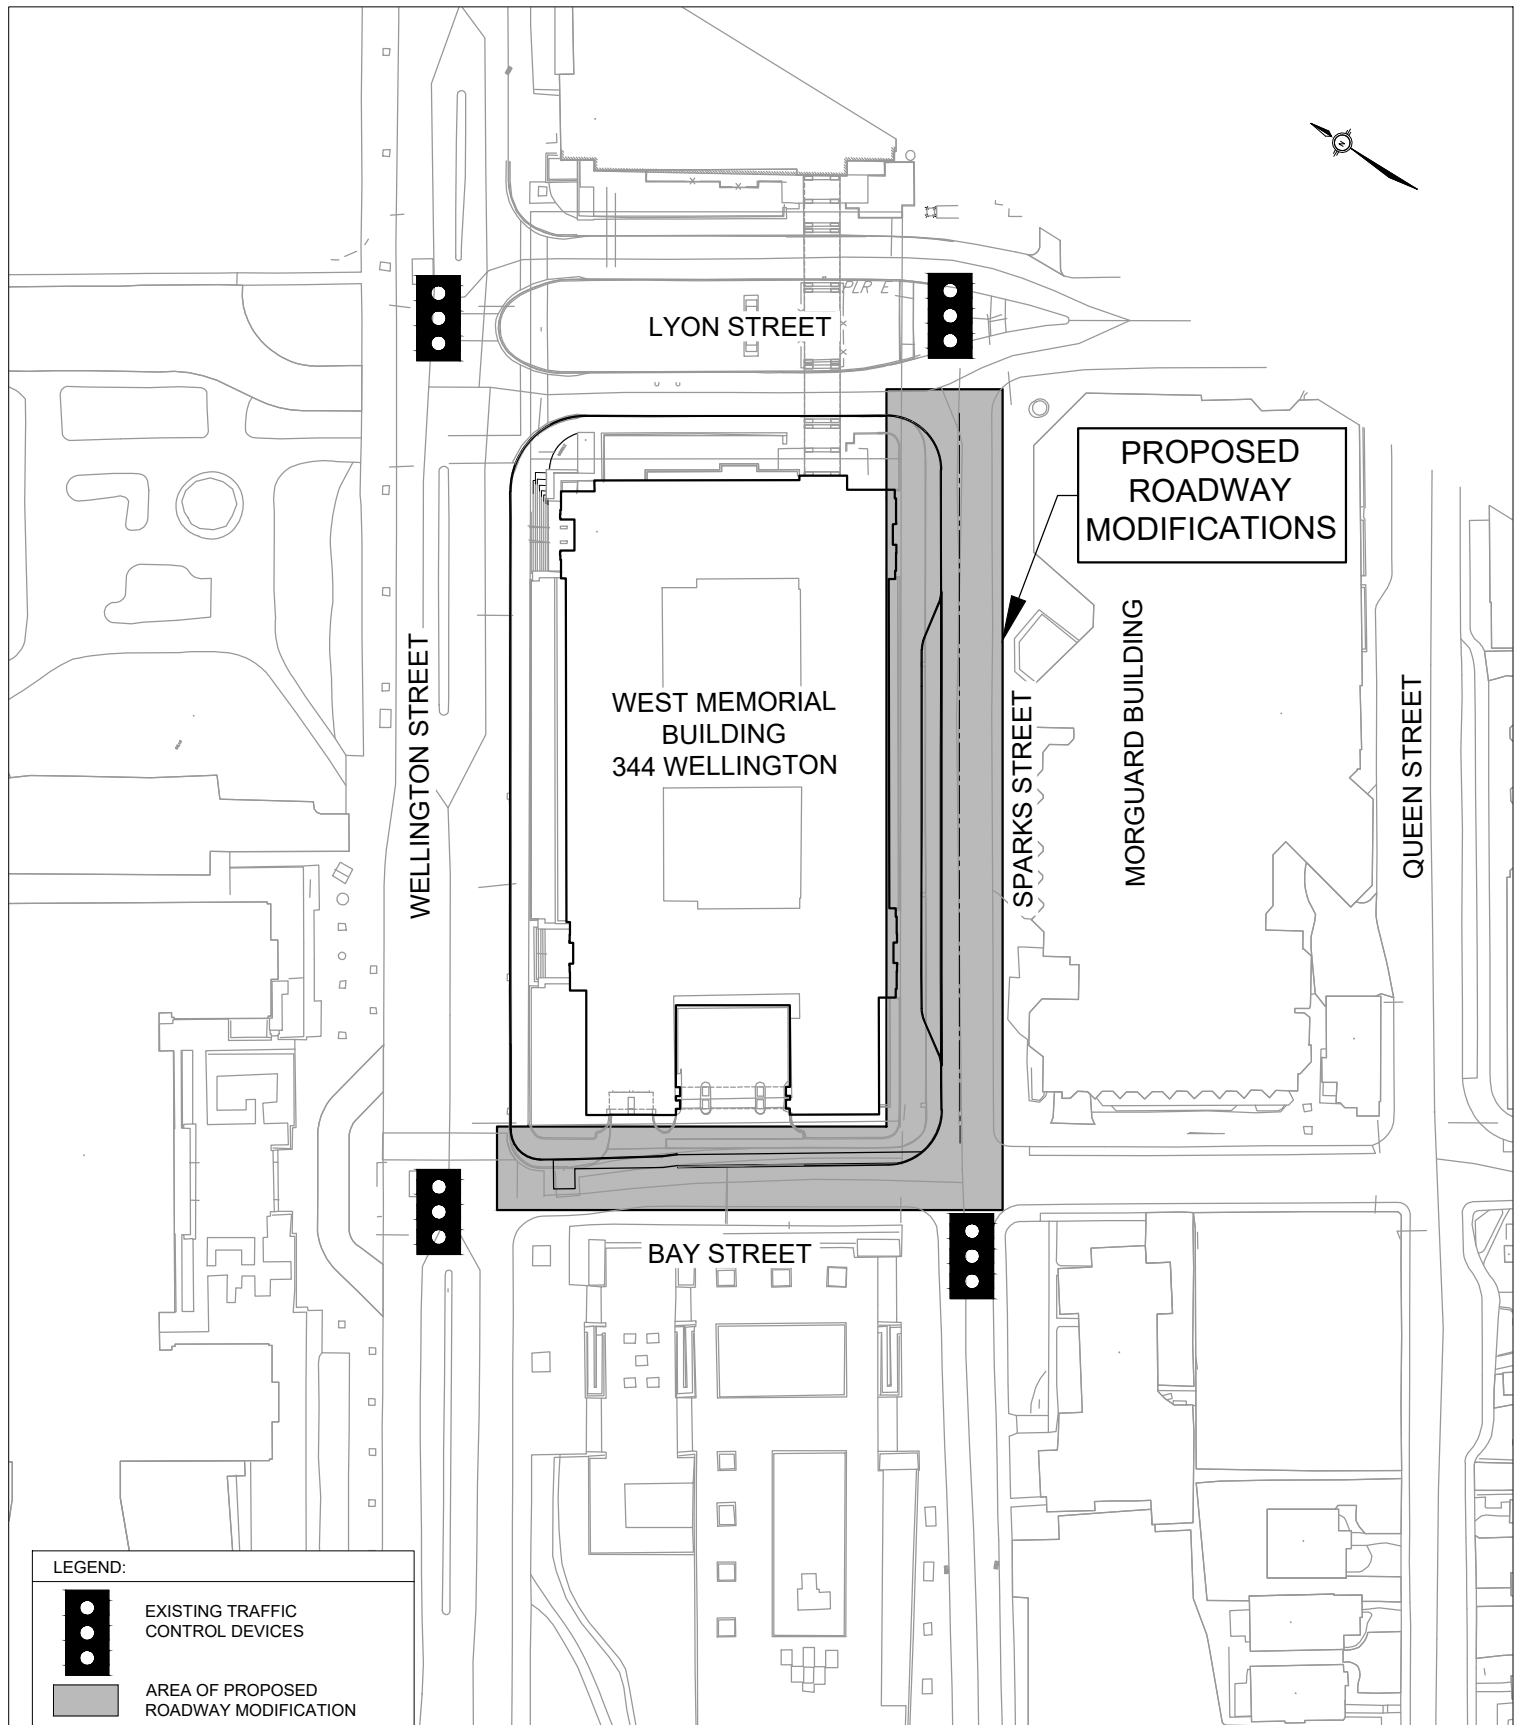 N
PLR E
LYON STREET
PROPOSED
ROADWAY
MODIFICATIONS
WELLINGTON STREET
WEST MEMORIAL
BUILDING
344 WELLINGTON
SPARKS STREET
MORGUARD BUILDING
QUEEN STREET
BAY STREET
LEGEND:
EXISTING TRAFFIC
CONTROL DEVICES
AREA OF PROPOSED
ROADWAY MODIFICATION